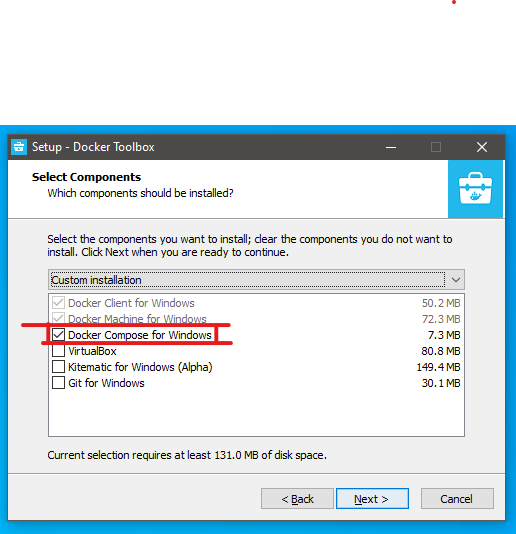 Setup - Docker Toolbox
Select Components
Which components should be installed?
Select the components you want to install; clear the components you do not want to
install. Click Next when you are ready to continue.
Custom installation
Docker Client for Windows 50.2 MB
Docker Machine for Windows 72.3 MB
Docker Compose for Windows 7.3 MB
VirtualBox 80.8 MB
Kitematic for Windows (Alpha) 149.4 MB
Git for Windows 30.1 MB
Current selection requires at least 131.0 MB of disk space.
< Back Next > Cancel